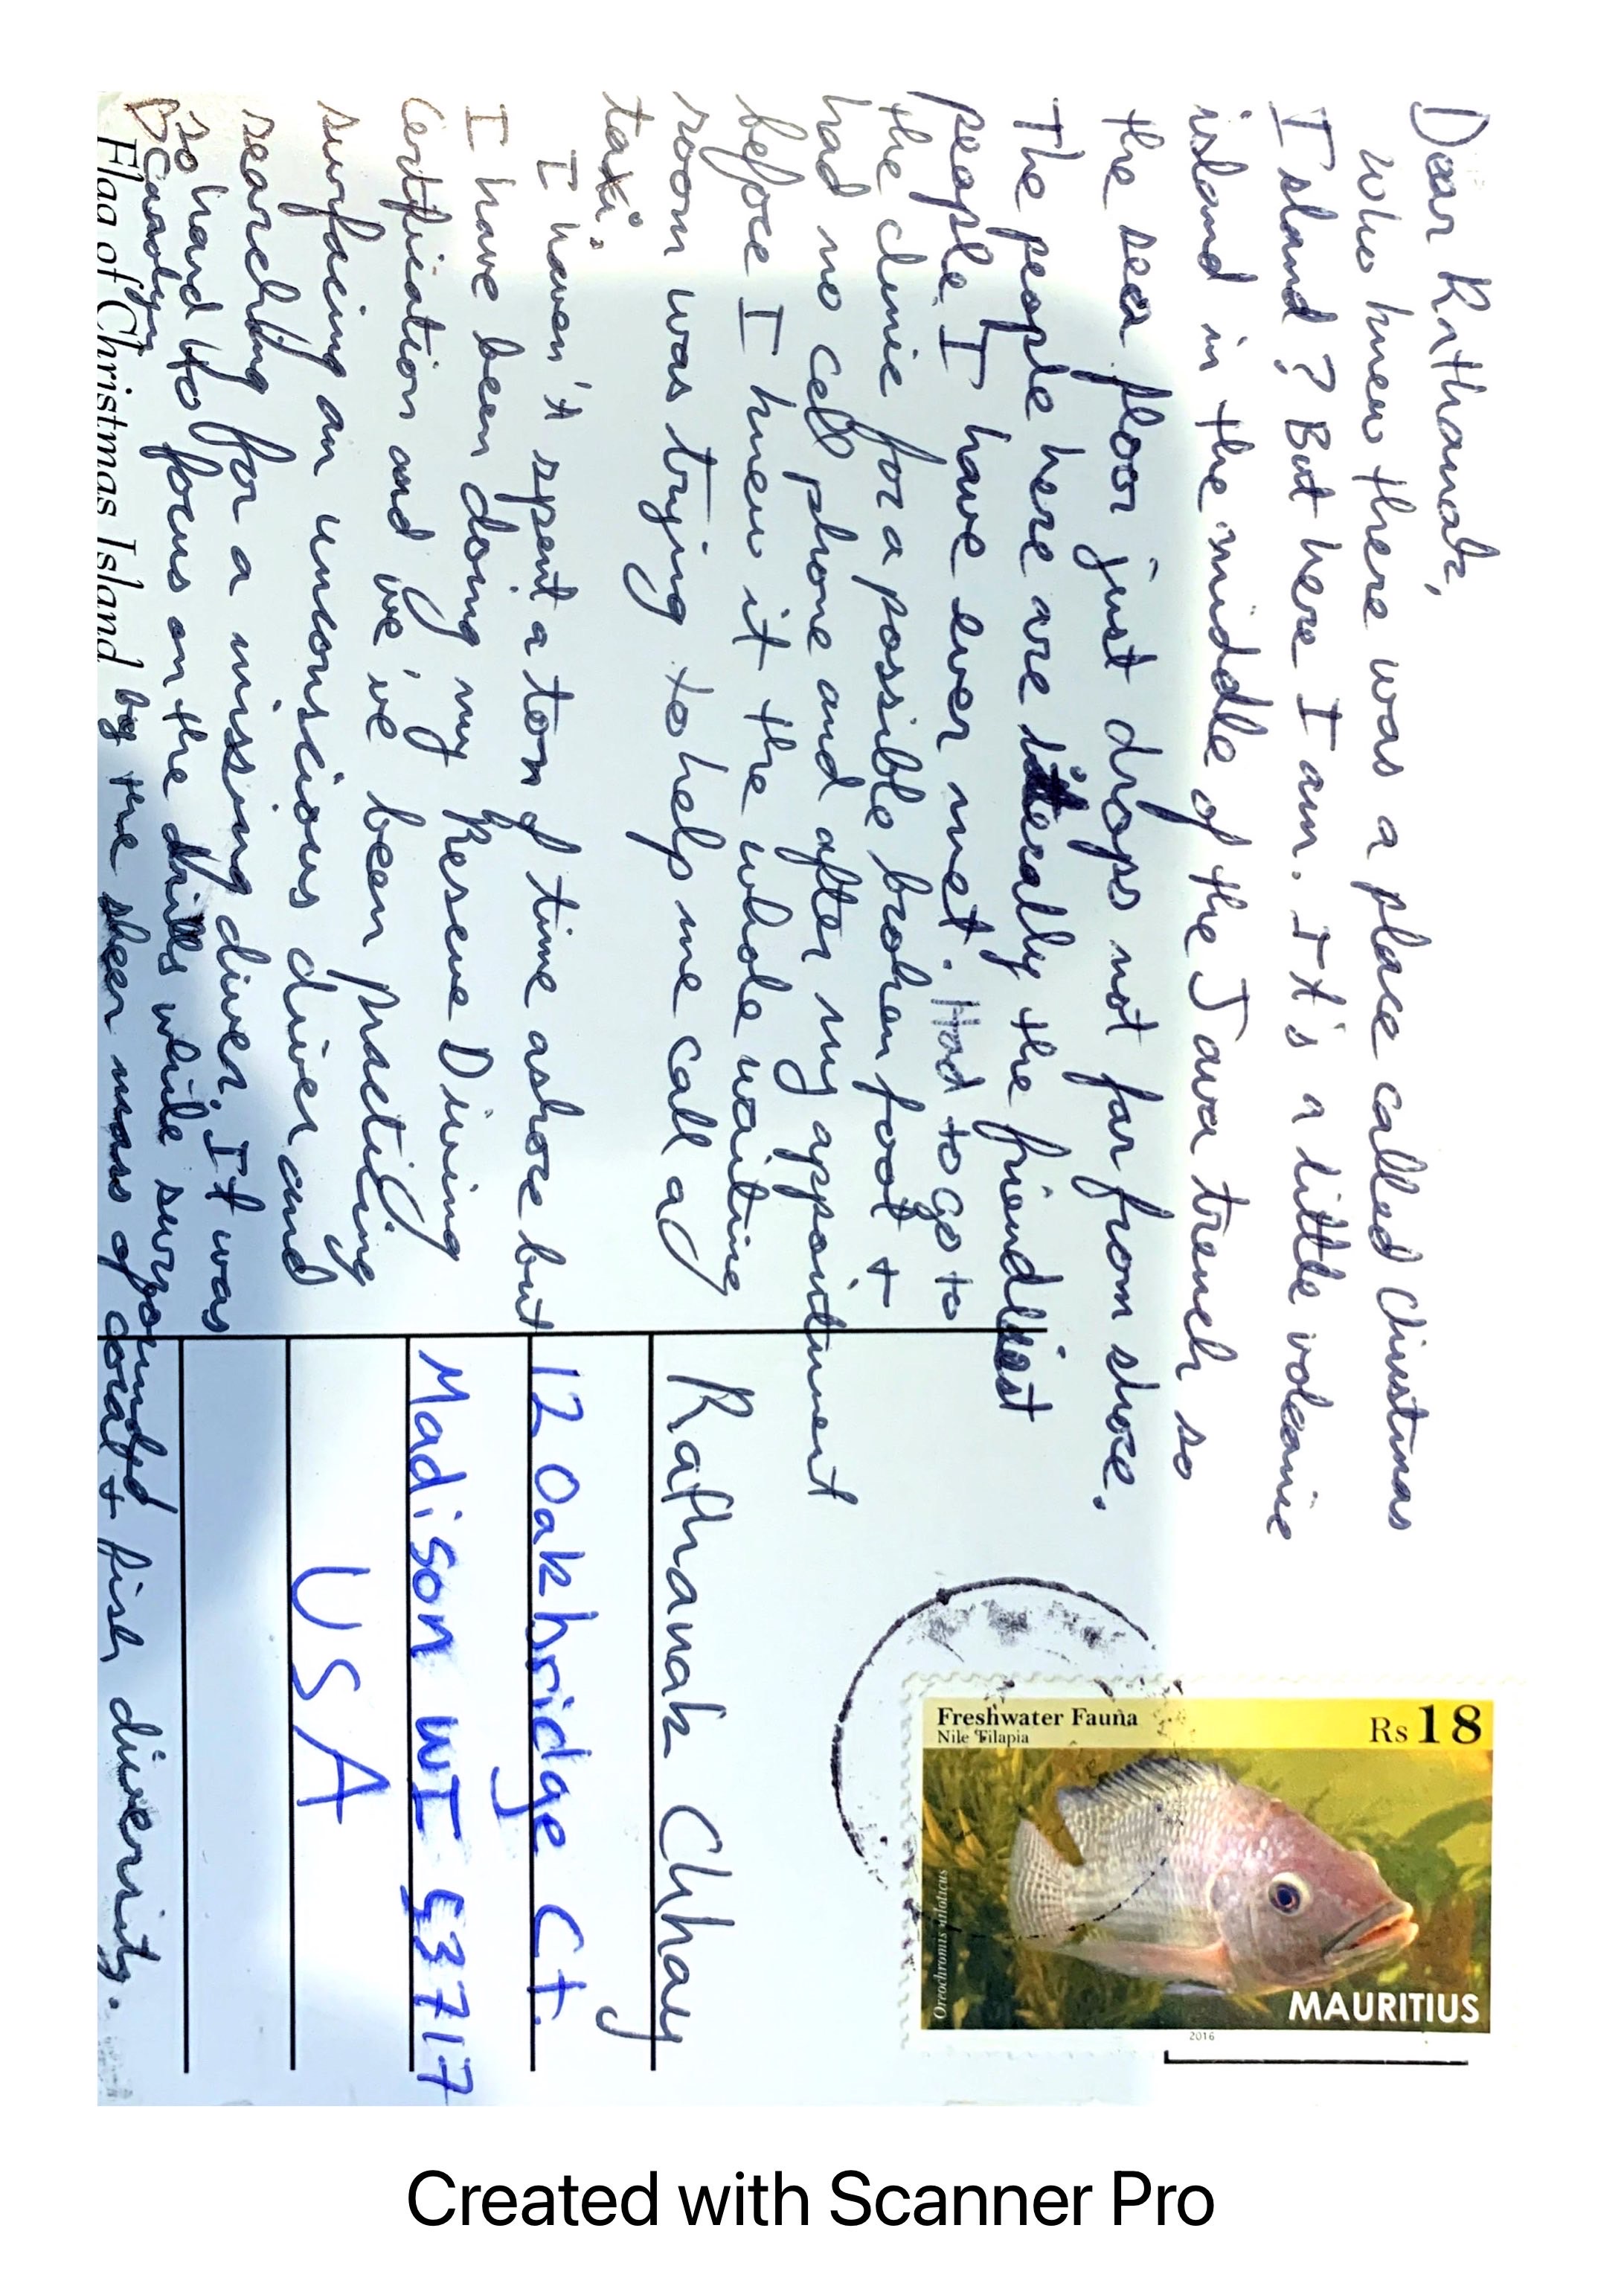 Dear Rathanak,
Who knew there was a place called Christmas
Island? But here I am. It's a little volcanic
island in the middle of the Java trench so
the sea floor just drops not far from shore.
The people here are literally the friendliest
people I have ever met. Had to go to
the clinic for a possible broken foot +
had no cell phone and after my appointment
before I knew it the whole waiting
room was trying to help me call a
taxi.
I haven't spent a ton of time ashore but
I have been doing my Rescue Diving
Certification and we've been practicing
surfacing an unconscious diver and
searching for a missing diver. It was
so hard to focus on the drills while surrounded
by the sheer mass of coral + fish diversity.
Carolyn
Flag of Christmas Island
Rathanak Chhay
12 Oakbridge Ct.
Madison WI 53717
USA
Freshwater Fauna
Nile Tilapia
Rs 18
Oreochromis niloticus
MAURITIUS
2016
Created with Scanner Pro